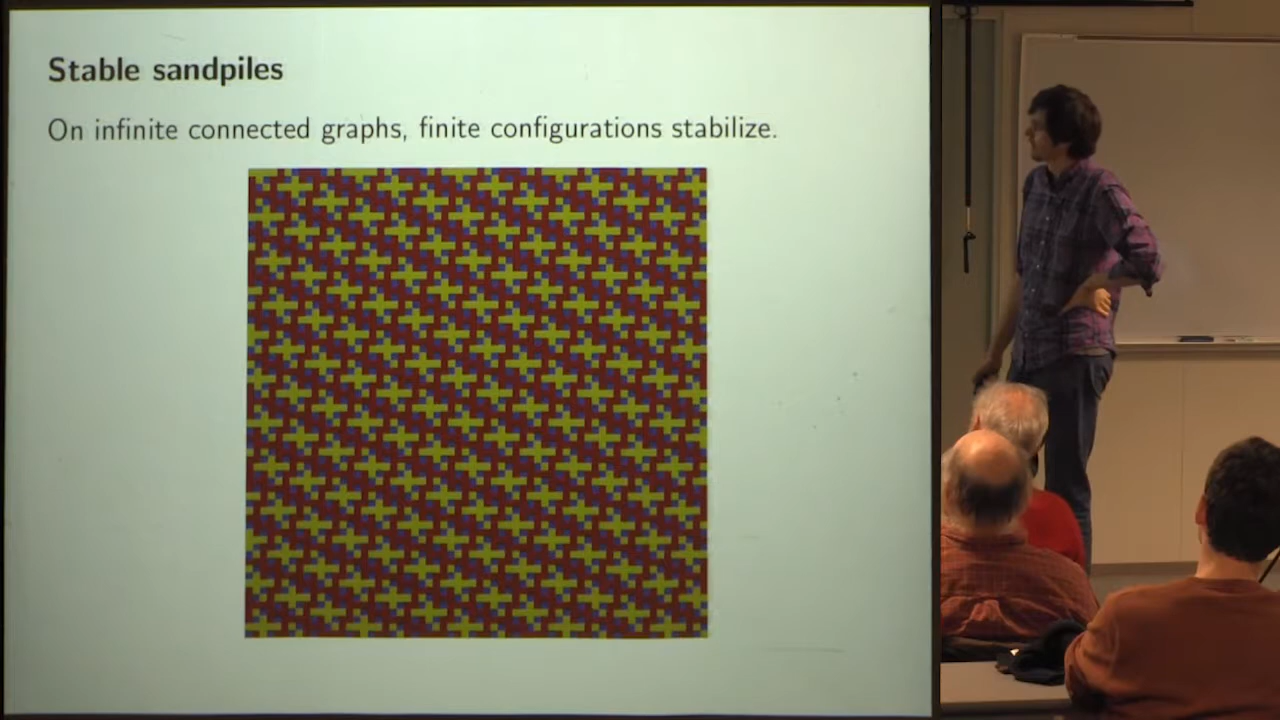 Stable sandpiles
On infinite connected graphs, finite configurations stabilize.